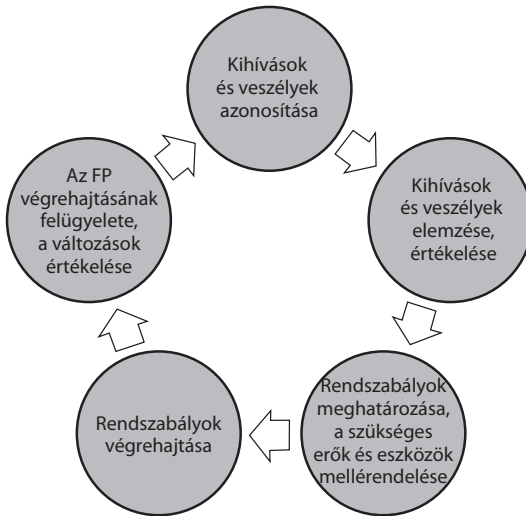 Kihívások
és veszélyek
azonosítása
Kihívások
és veszélyek
elemzése,
értékelése
Rendszabályok
meghatározása,
a szükséges
erők és eszközök
mellérendelése
Rendszabályok
végrehajtása
Az FP
végrehajtásának
felügyelete,
a változások
értékelése